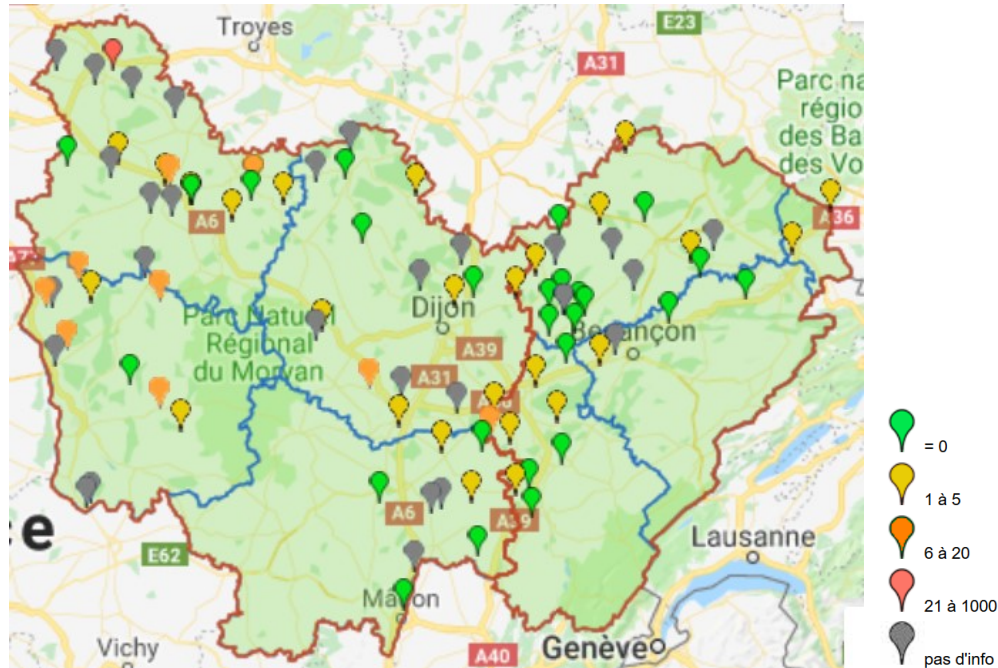 Troyes
E23
A31
Parc na
régio
des Ba
des Vo
A36
A6
Dijon
Parc Natu
Régional
du Morvan
Besançon
A39
A31
A6
A39
e
E62
Lausanne
Mâcon
Vichy
Genève
A40
= 0
1 à 5
6 à 20
21 à 1000
pas d'info